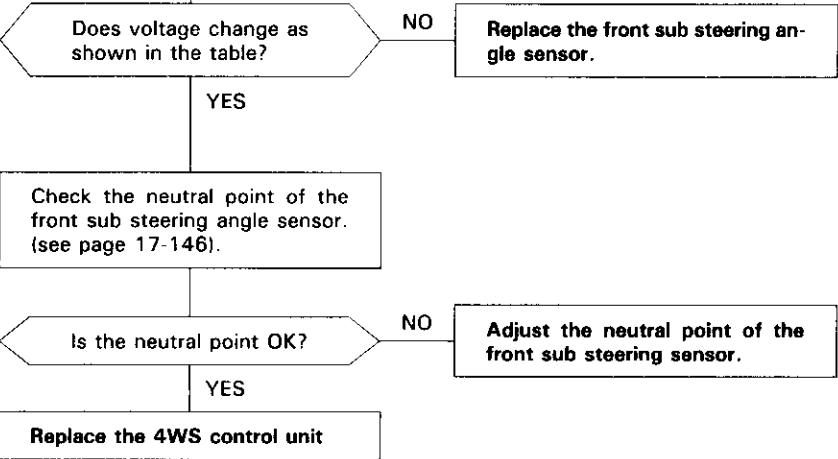 Does voltage change as
shown in the table?
NO
Replace the front sub steering an-
gle sensor.
YES
Check the neutral point of the
front sub steering angle sensor.
(see page 17-146).
Is the neutral point OK?
NO
Adjust the neutral point of the
front sub steering sensor.
YES
Replace the 4WS control unit